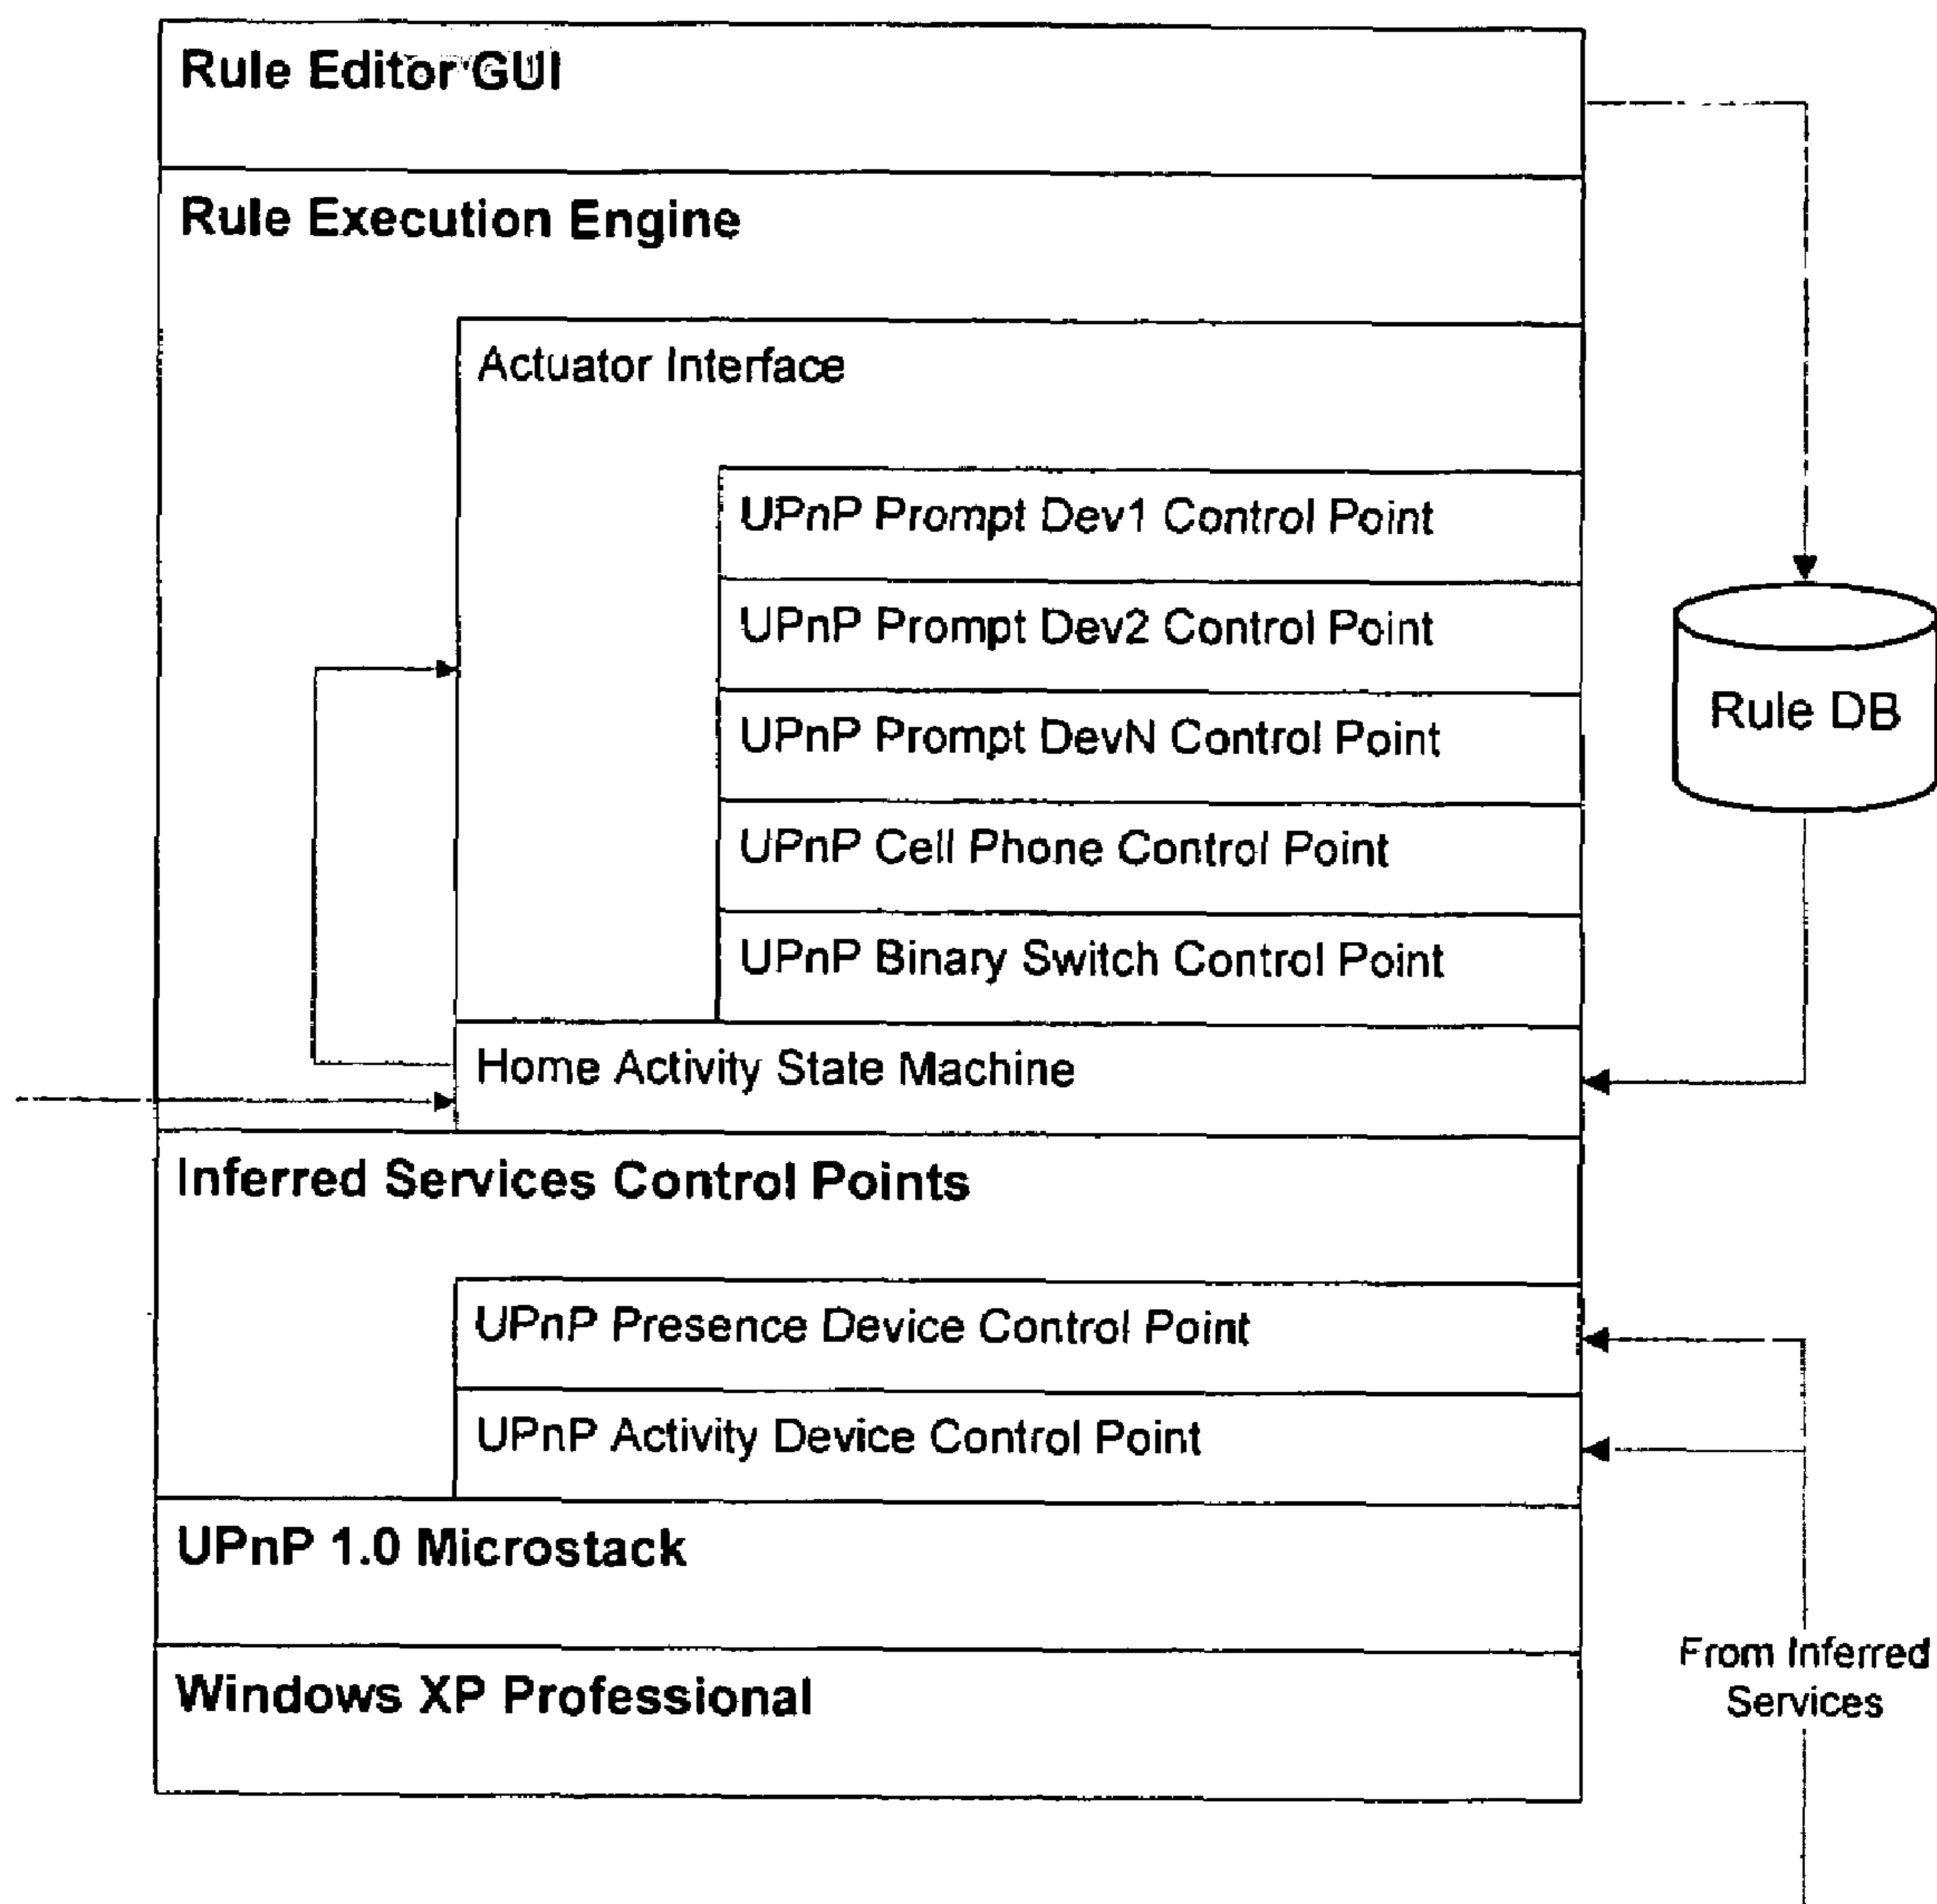 Rule Editor GUI
Rule Execution Engine
Actuator Interface
UPnP Prompt Dev1 Control Point
UPnP Prompt Dev2 Control Point
UPnP Prompt DevN Control Point
UPnP Cell Phone Control Point
UPnP Binary Switch Control Point
Rule DB
Home Activity State Machine
Inferred Services Control Points
UPnP Presence Device Control Point
UPnP Activity Device Control Point
UPnP 1.0 Microstack
Windows XP Professional
From Inferred
Services